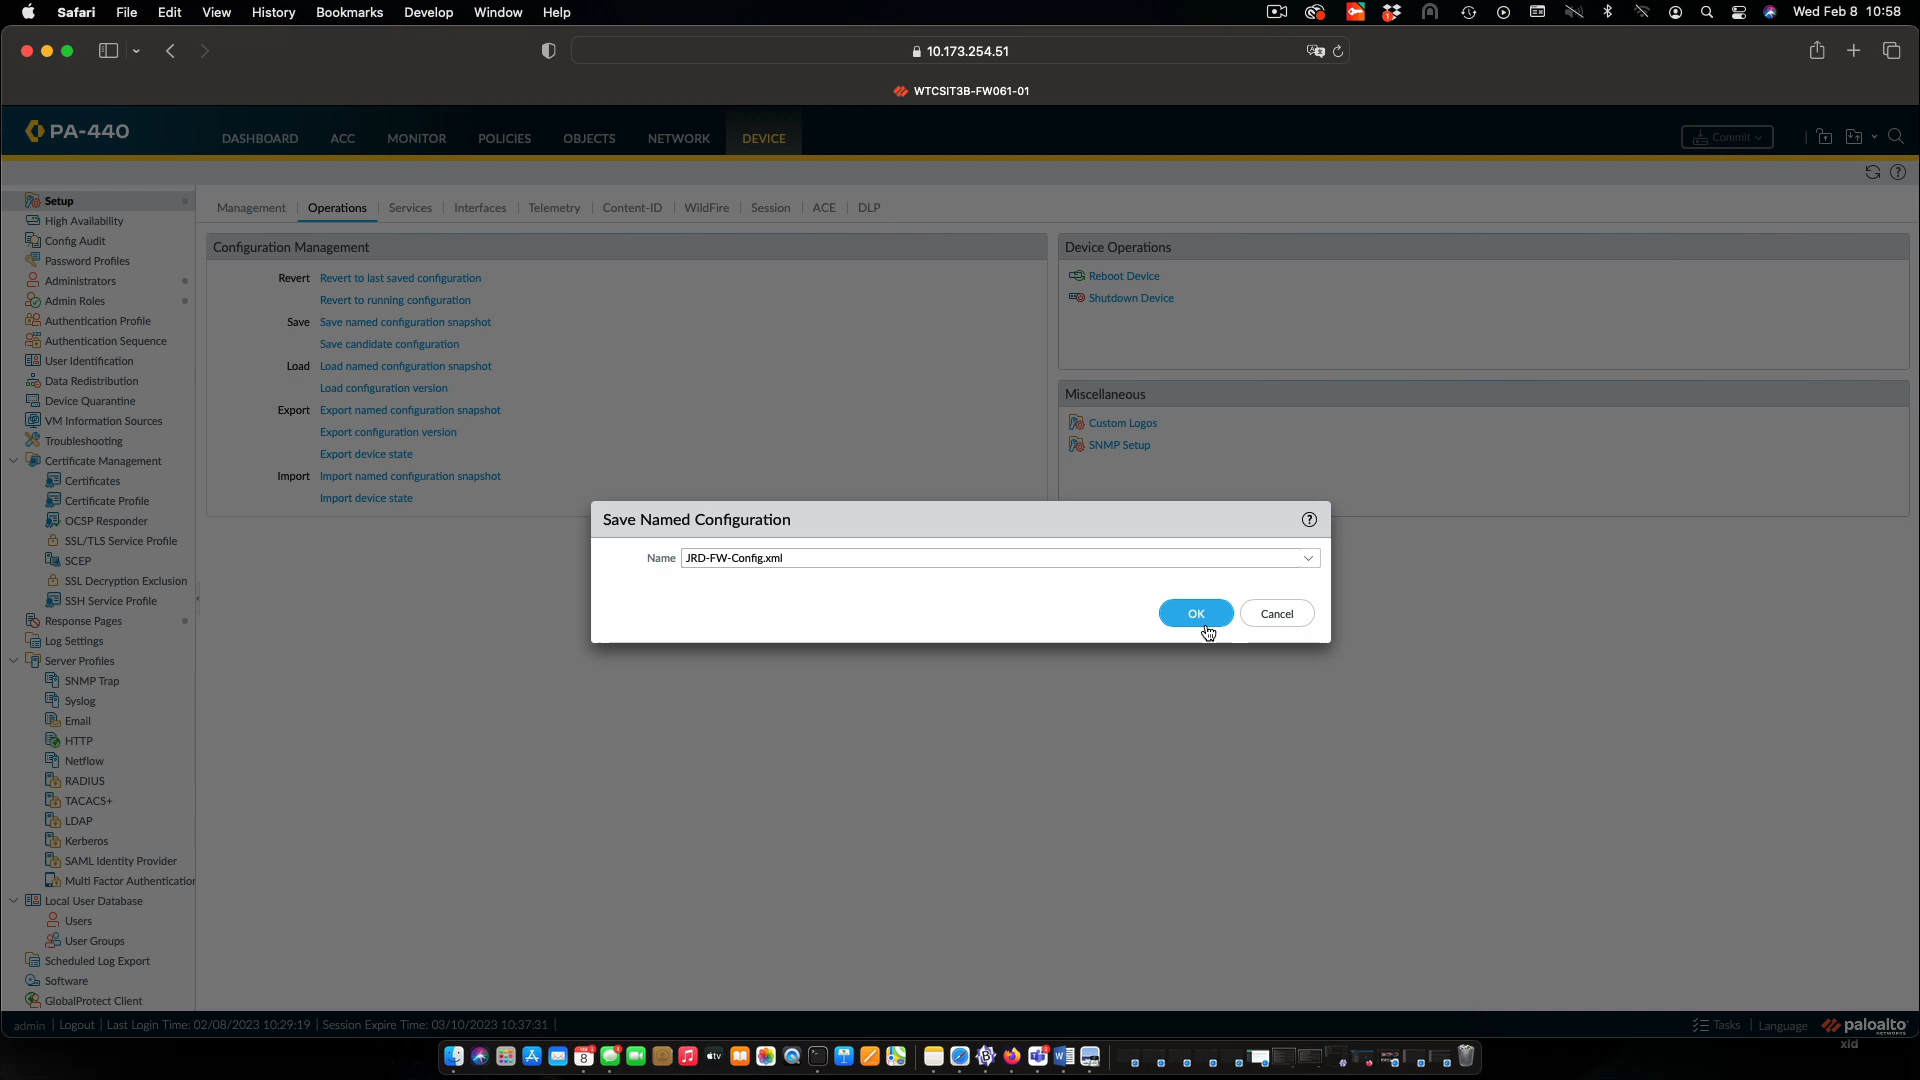 Safari File Edit View History Bookmarks Develop Window Help Wed Feb 8 10:58
10.173.254.51
WTCSIT3B-FW061-01
PA-440 DASHBOARD ACC MONITOR POLICIES OBJECTS NETWORK DEVICE Commit
Setup
High Availability
Config Audit
Password Profiles
Administrators
Admin Roles
Authentication Profile
Authentication Sequence
User Identification
Data Redistribution
Device Quarantine
VM Information Sources
Troubleshooting
Certificate Management
Certificates
Certificate Profile
OCSP Responder
SSL/TLS Service Profile
SCEP
SSL Decryption Exclusion
SSH Service Profile
Response Pages
Log Settings
Server Profiles
SNMP Trap
Syslog
Email
HTTP
Netflow
RADIUS
TACACS+
LDAP
Kerberos
SAML Identity Provider
Multi Factor Authentication
Local User Database
Users
User Groups
Scheduled Log Export
Software
GlobalProtect Client
Management Operations Services Interfaces Telemetry Content-ID WildFire Session ACE DLP
Configuration Management
Revert Revert to last saved configuration
Revert to running configuration
Save Save named configuration snapshot
Save candidate configuration
Load Load named configuration snapshot
Load configuration version
Export Export named configuration snapshot
Export configuration version
Export device state
Import Import named configuration snapshot
Import device state
Device Operations
Reboot Device
Shutdown Device
Miscellaneous
Custom Logos
SNMP Setup
Save Named Configuration
Name JRD-FW-Config.xml
OK Cancel
admin | Logout | Last Login Time: 02/08/2023 10:29:19 | Session Expire Time: 03/10/2023 10:37:31 |
Tasks | Language paloalto
NETWORKS
xld